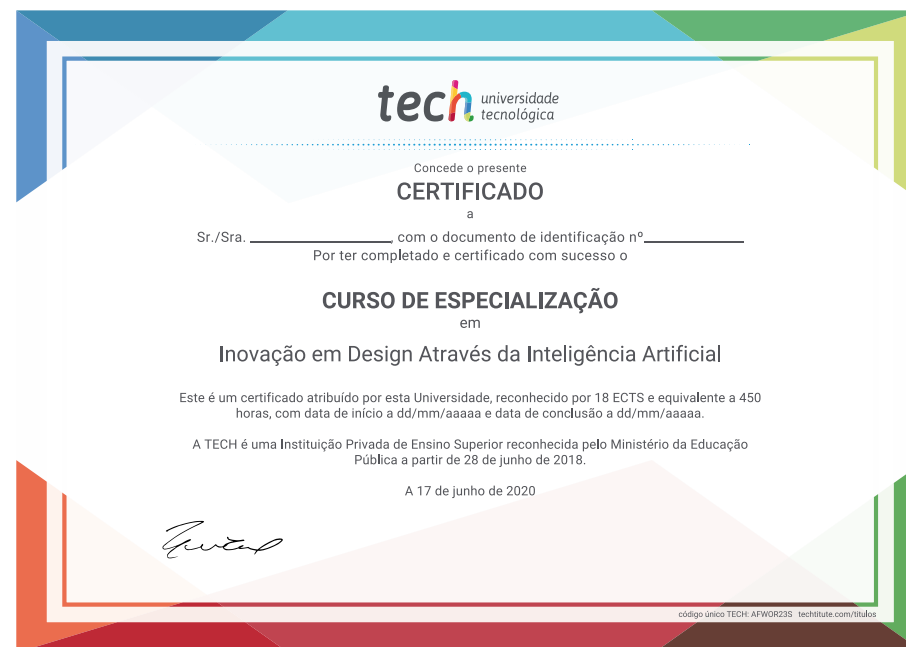 tech universidade
tecnológica
Concede o presente
CERTIFICADO
a
Sr./Sra. ____________________, com o documento de identificação nº______________
Por ter completado e certificado com sucesso o
CURSO DE ESPECIALIZAÇÃO
em
Inovação em Design Através da Inteligência Artificial
Este é um certificado atribuído por esta Universidade, reconhecido por 18 ECTS e equivalente a 450
horas, com data de início a dd/mm/aaaaa e data de conclusão a dd/mm/aaaaa.
A TECH é uma Instituição Privada de Ensino Superior reconhecida pelo Ministério da Educação
Pública a partir de 28 de junho de 2018.
A 17 de junho de 2020
código único TECH: AFWOR23S techtitute.com/titulos